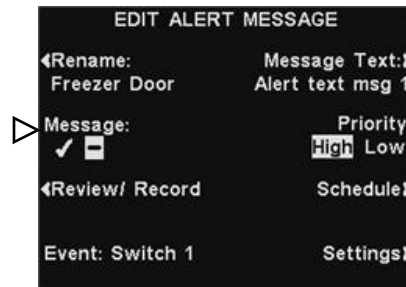 EDIT ALERT MESSAGE
Rename: Message Text:
Freezer Door Alert text msg 1
Message: Priority
✓ – High Low
Review/ Record Schedule
Event: Switch 1 Settings